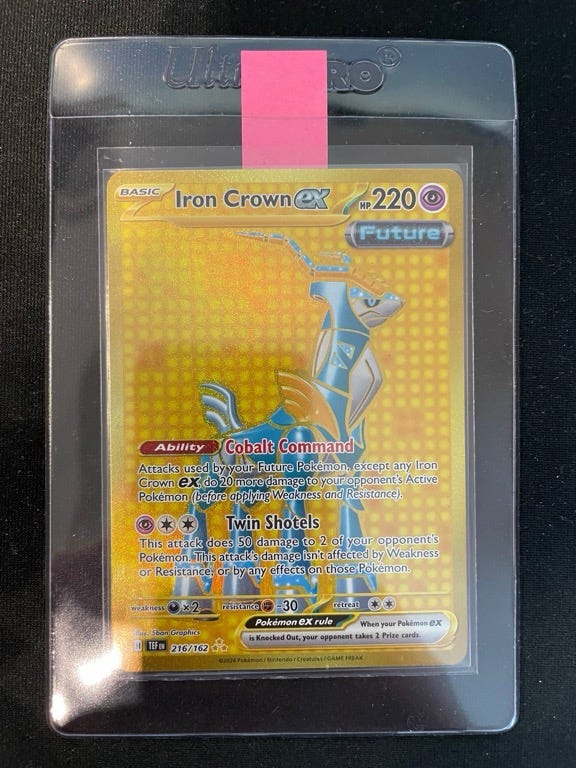 Ultra PRO®
BASIC
Iron Crown ex
HP 220
Future
Ability Cobalt Command
Attacks used by your Future Pokémon, except any Iron
Crown ex, do 20 more damage to your opponent's Active
Pokémon (before applying Weakness and Resistance).
Twin Shotels
This attack does 50 damage to 2 of your opponent's
Pokémon. This attack's damage isn't affected by Weakness
or Resistance, or by any effects on those Pokémon.
weakness ×2 resistance -30 retreat
Pokémon ex rule
When your Pokémon ex
is Knocked Out, your opponent takes 2 Prize cards.
Illus. 5ban Graphics
H TEF EN 216/162
©2024 Pokémon / Nintendo / Creatures / GAME FREAK